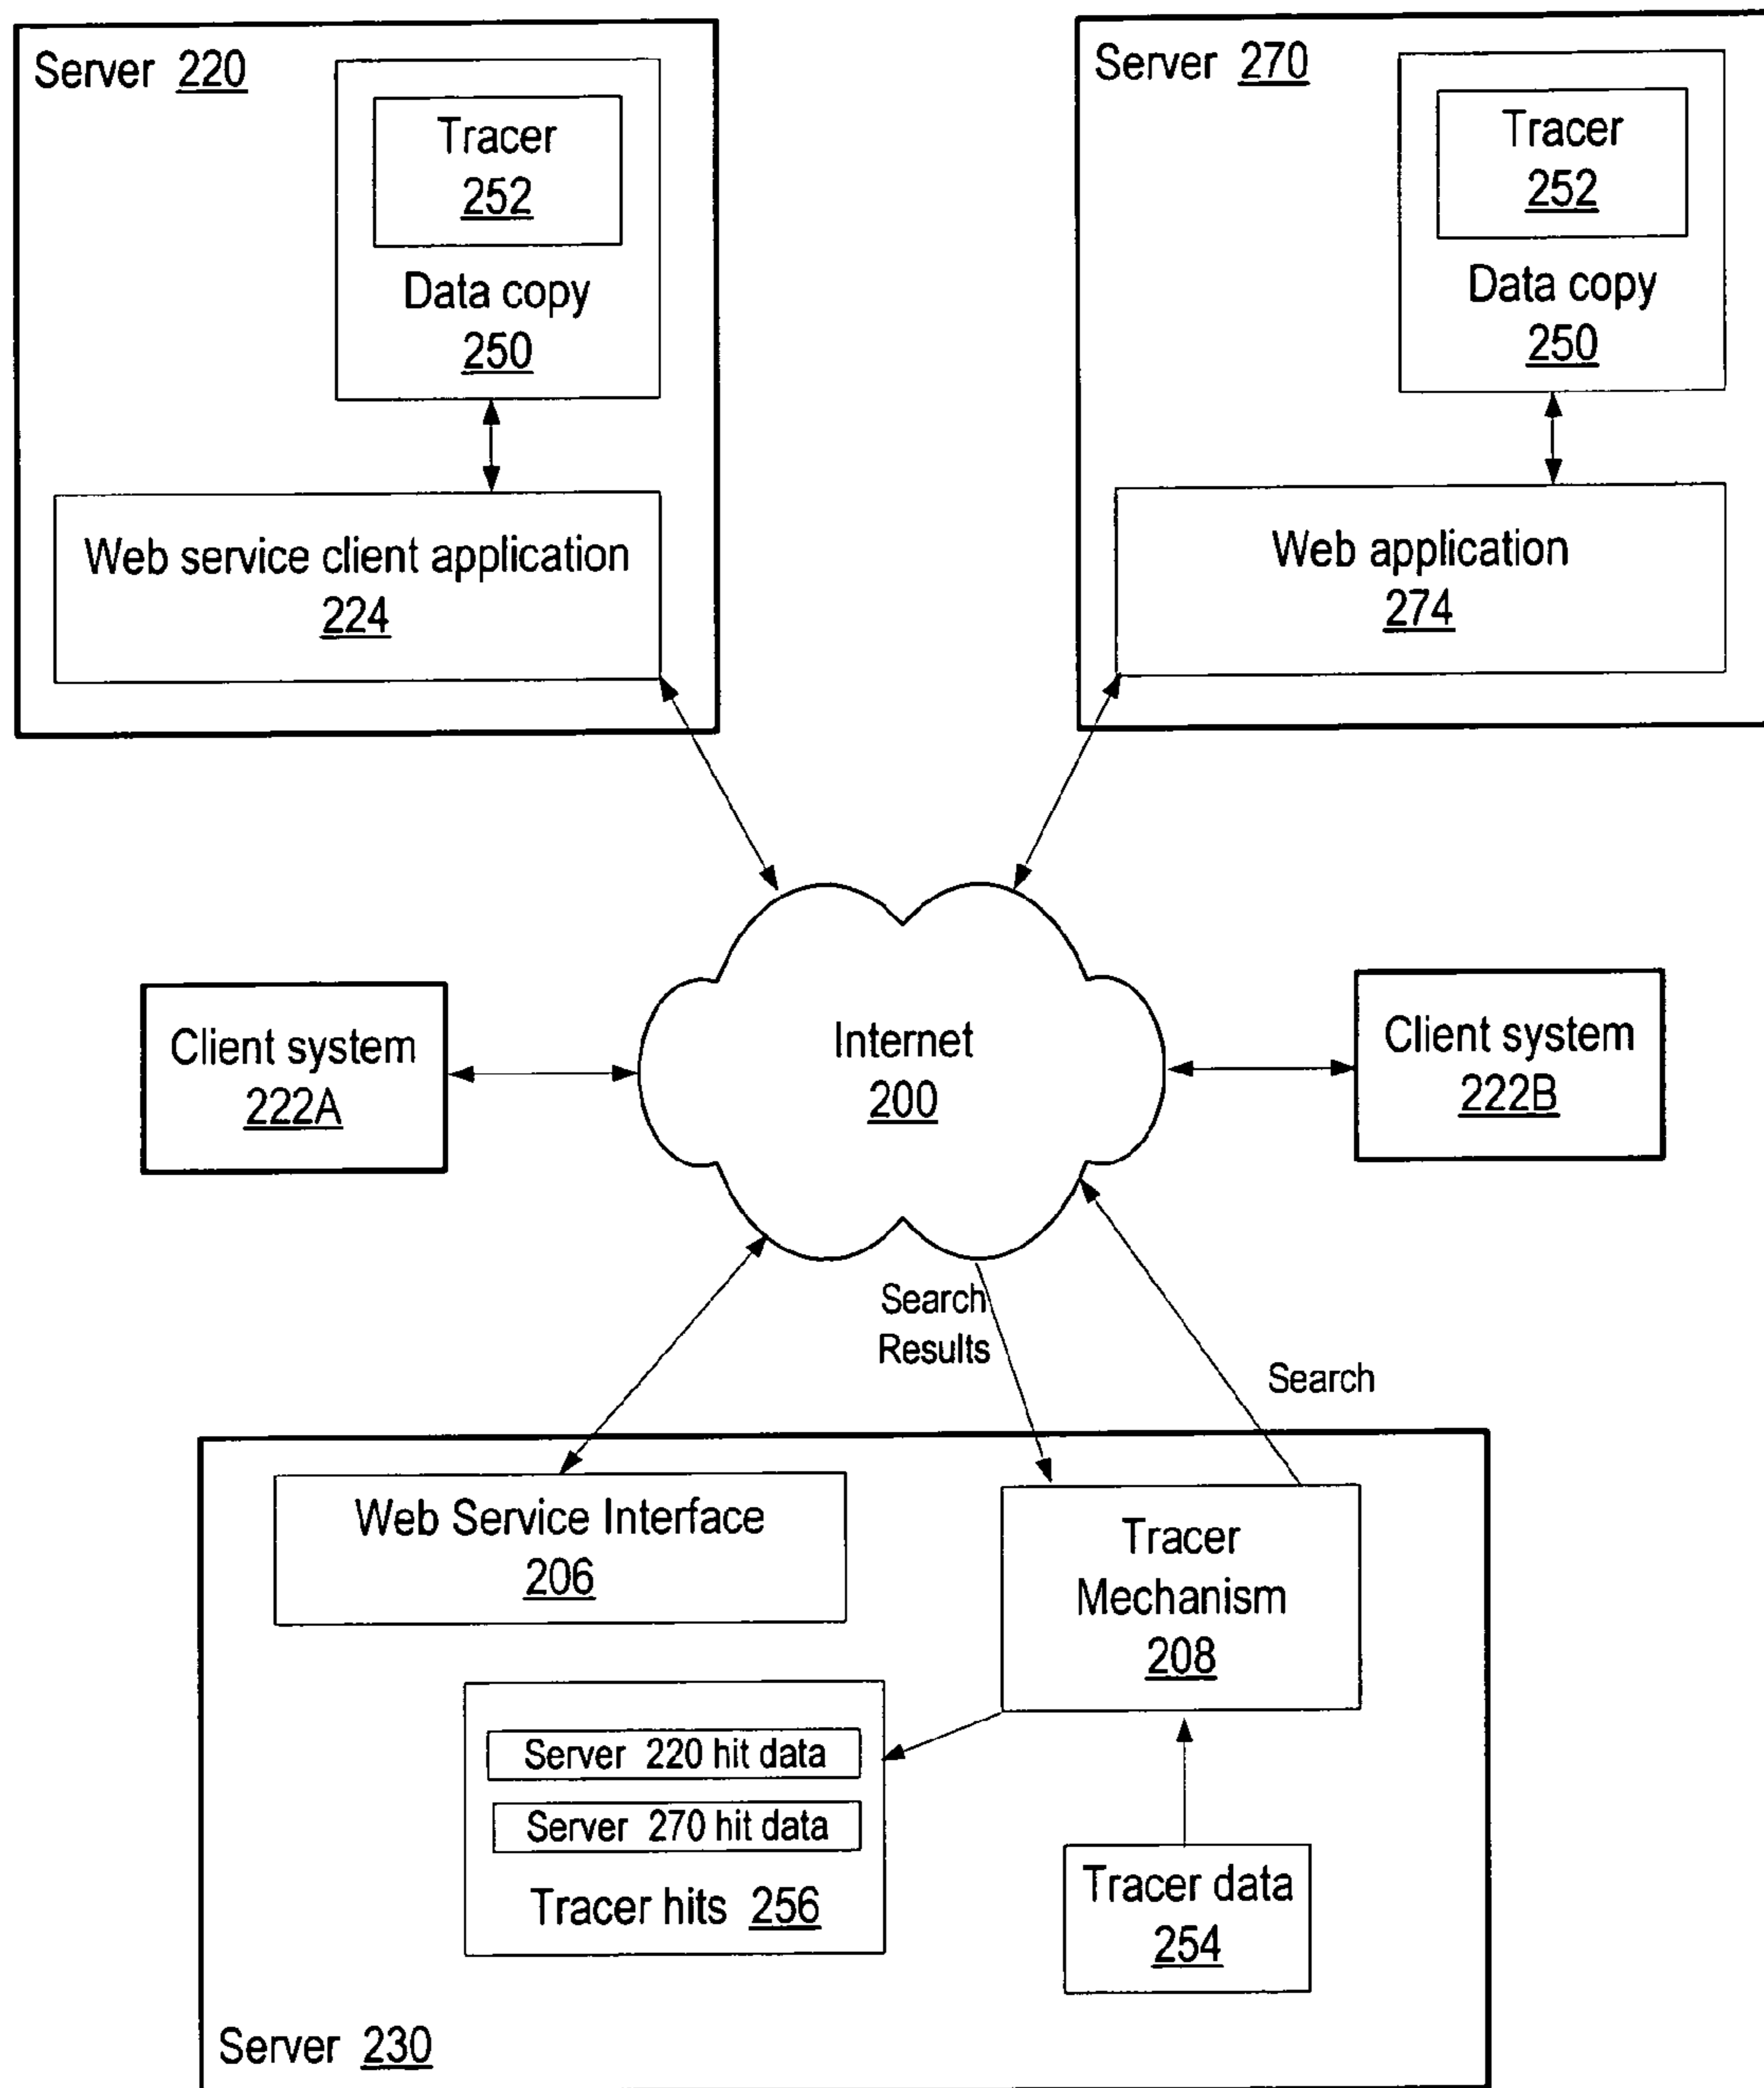 Server 220
Tracer
252
Data copy
250
Web service client application
224
Server 270
Tracer
252
Data copy
250
Web application
274
Client system
222A
Internet
200
Client system
222B
Search
Results
Search
Web Service Interface
206
Tracer
Mechanism
208
Server 220 hit data
Server 270 hit data
Tracer hits 256
Tracer data
254
Server 230